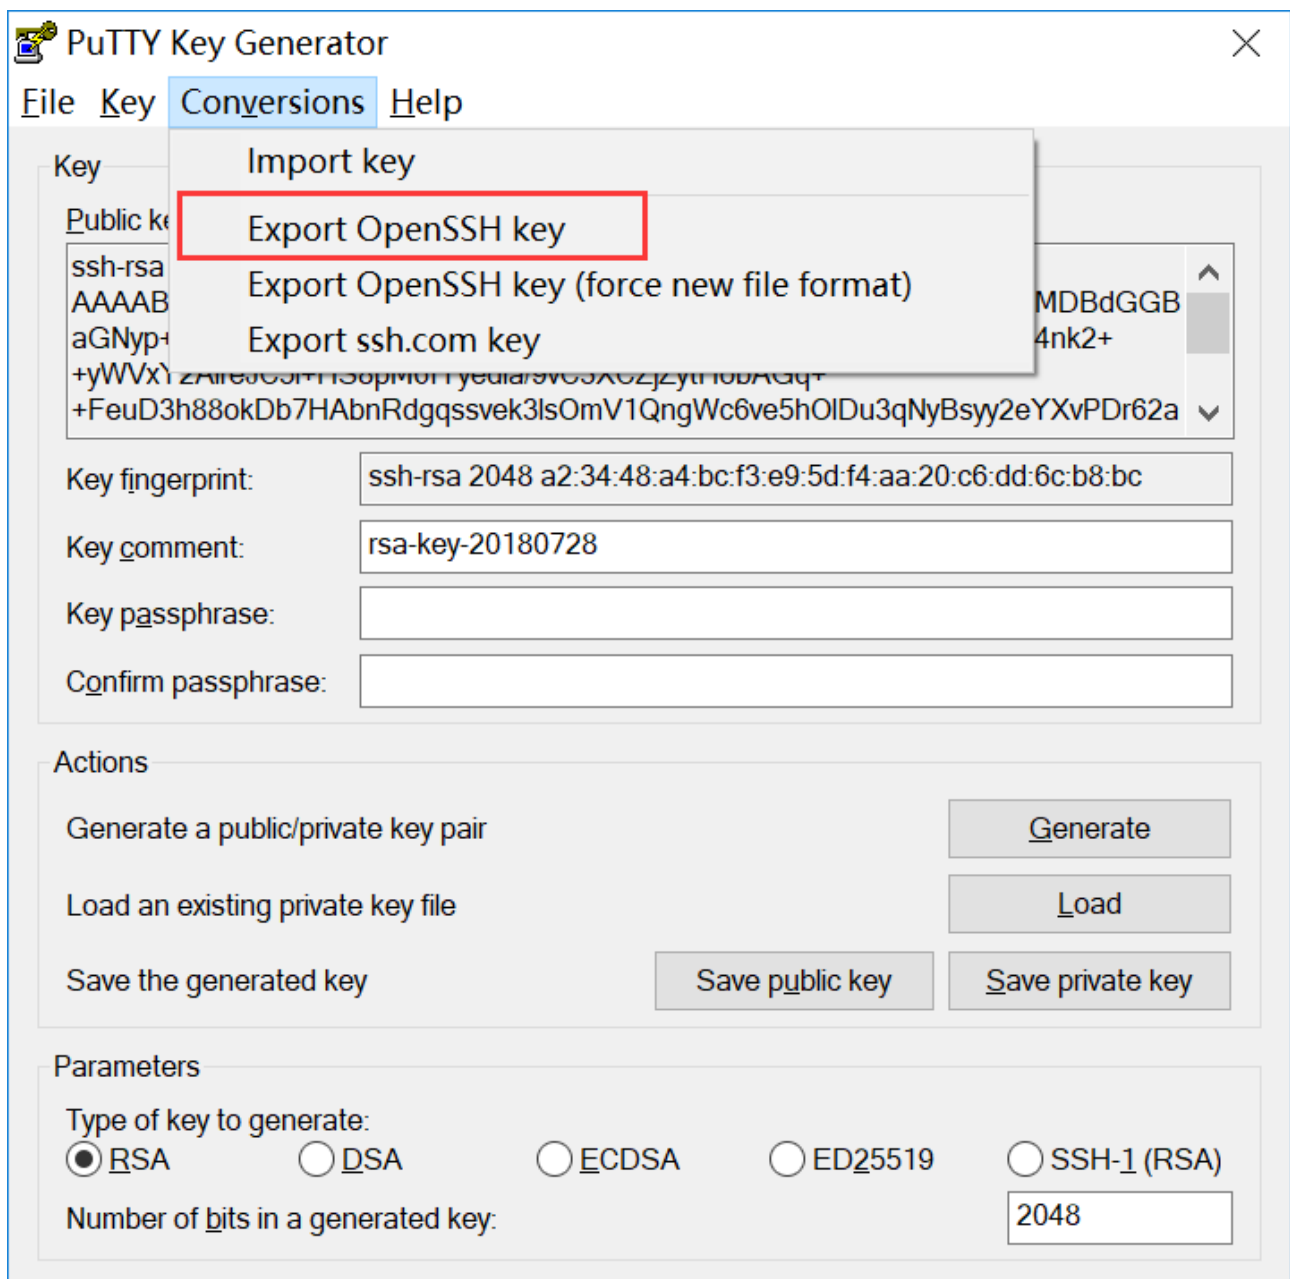 PuTTY Key Generator
File Key Conversions Help
Import key
Export OpenSSH key
Export OpenSSH key (force new file format)
Export ssh.com key
Key
Public
ssh-rsa
AAAAB MDBdGGB
aGNyp+ 4nk2+
+FeuD3h88okDb7HAbnRdgqssvek3lsOmV1QngWc6ve5hOlDu3qNyBsyy2eYXvPDr62a
Key fingerprint: ssh-rsa 2048 a2:34:48:a4:bc:f3:e9:5d:f4:aa:20:c6:dd:6c:b8:bc
Key comment: rsa-key-20180728
Key passphrase:
Confirm passphrase:
Actions
Generate a public/private key pair Generate
Load an existing private key file Load
Save the generated key Save public key Save private key
Parameters
Type of key to generate:
RSA DSA ECDSA ED25519 SSH-1 (RSA)
Number of bits in a generated key: 2048